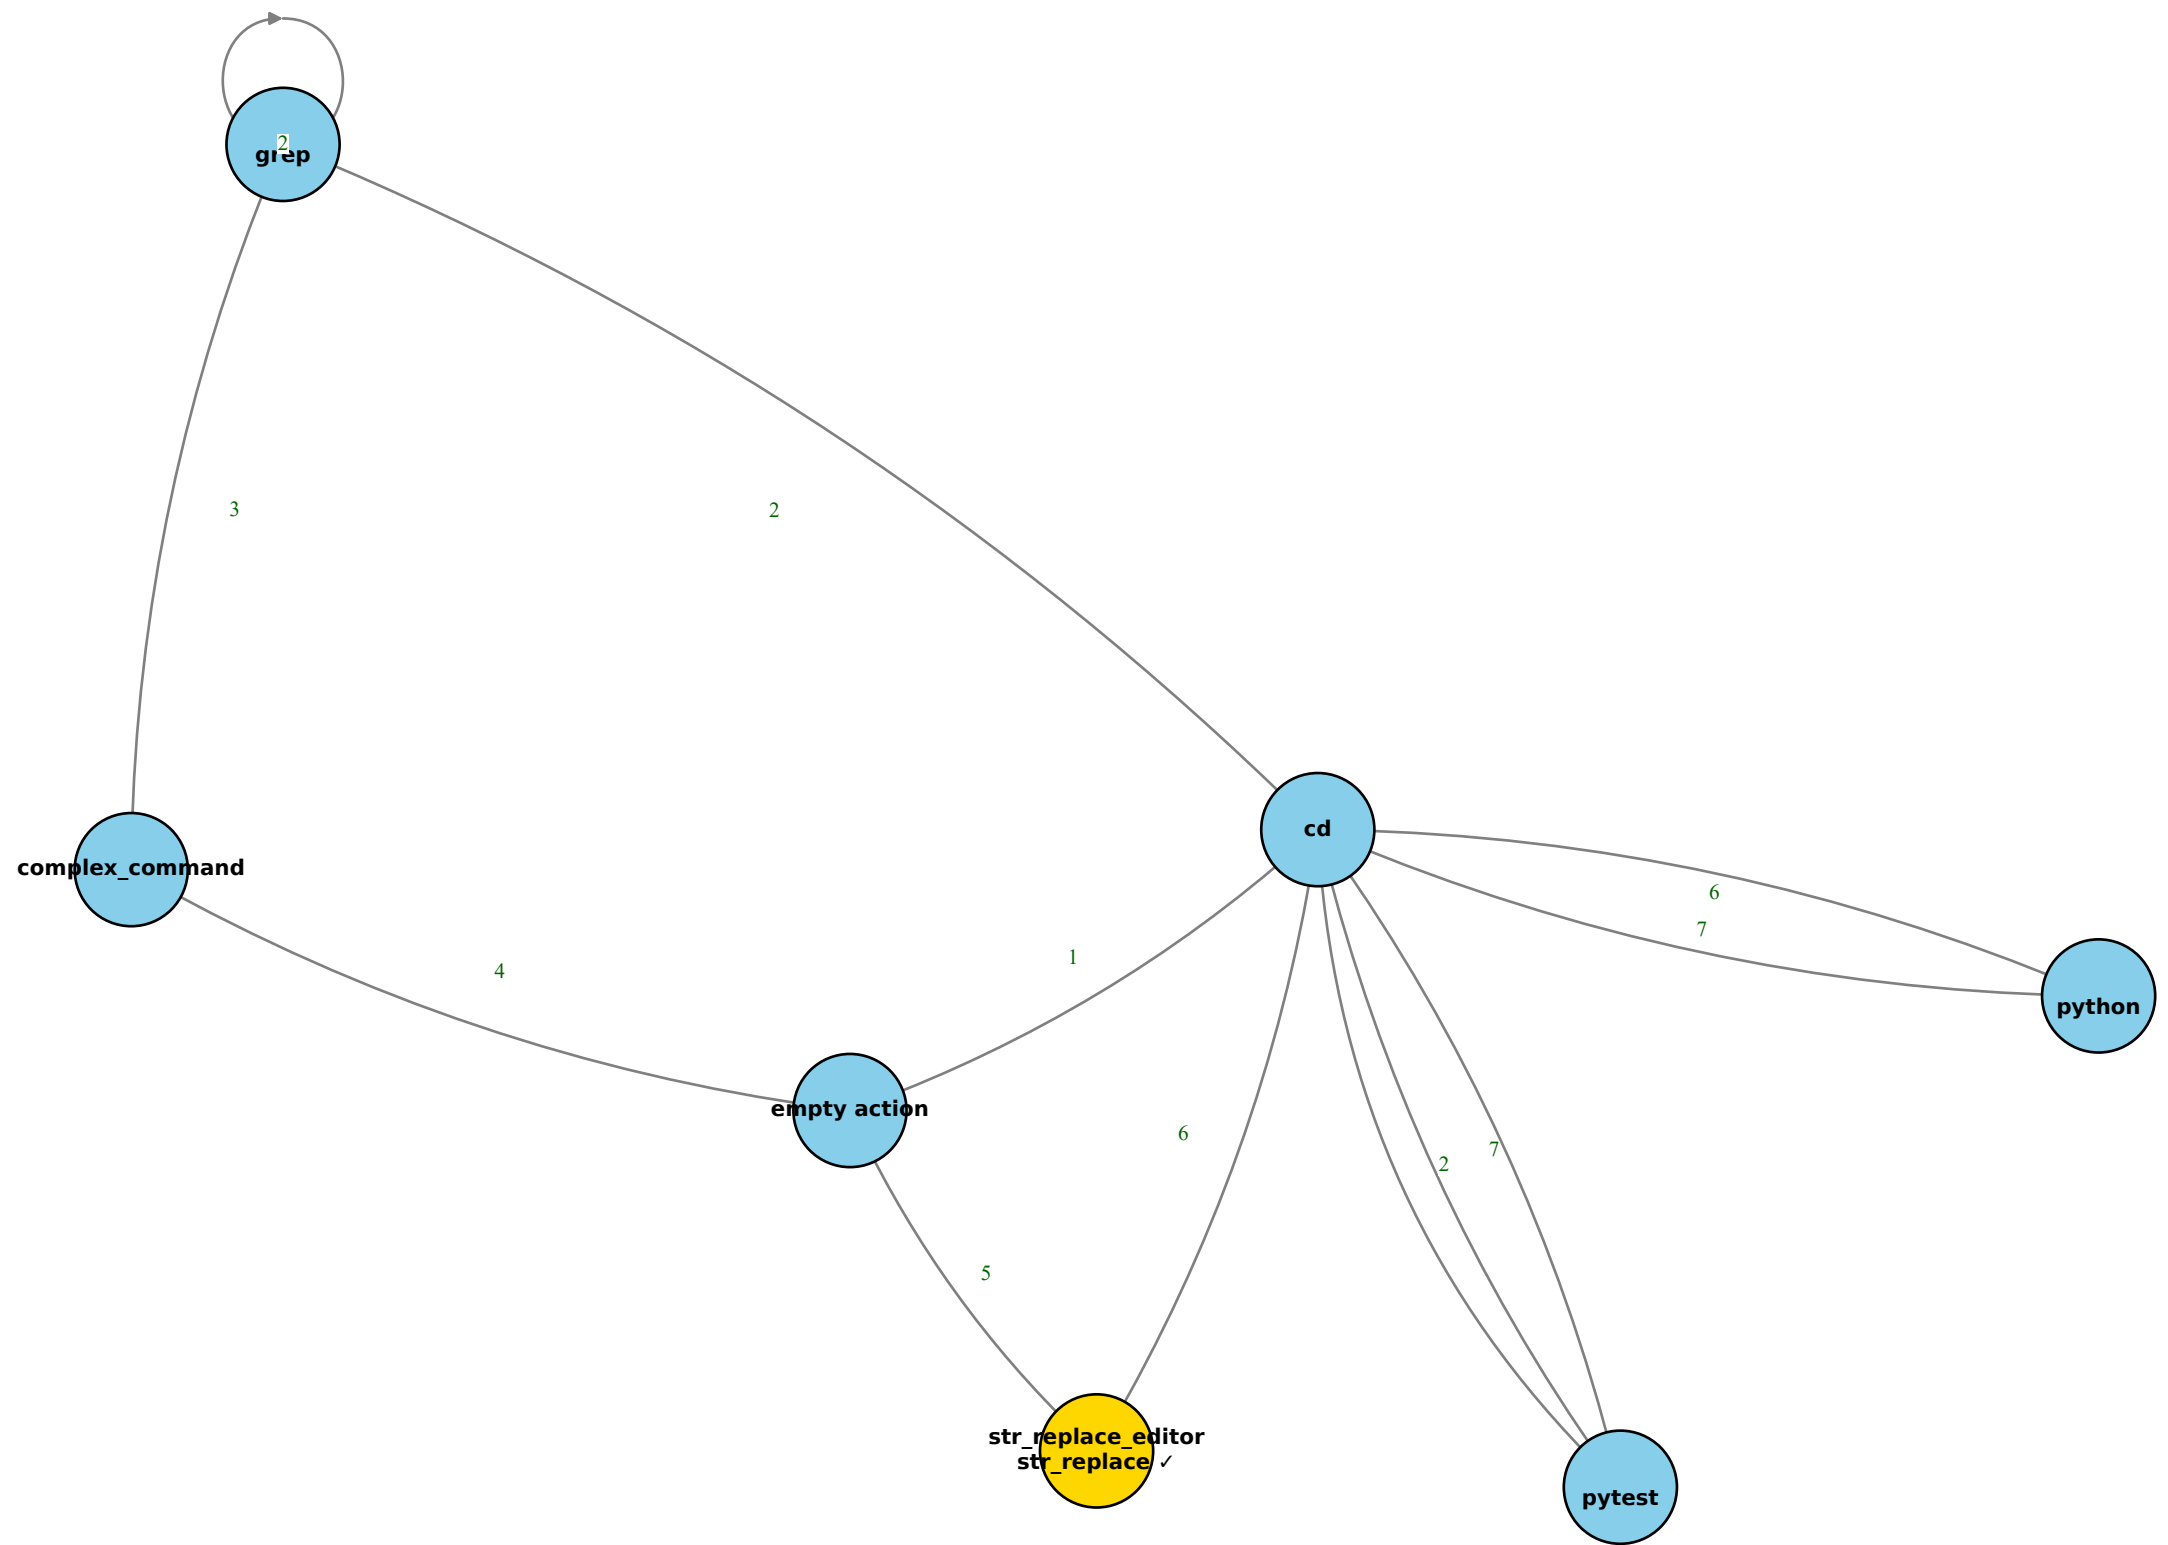 2
grep
3
2
cd
complex_command
6
7
1
4
python
empty action
6
7
2
5
str_replace_editor
str_replace ✓
pytest